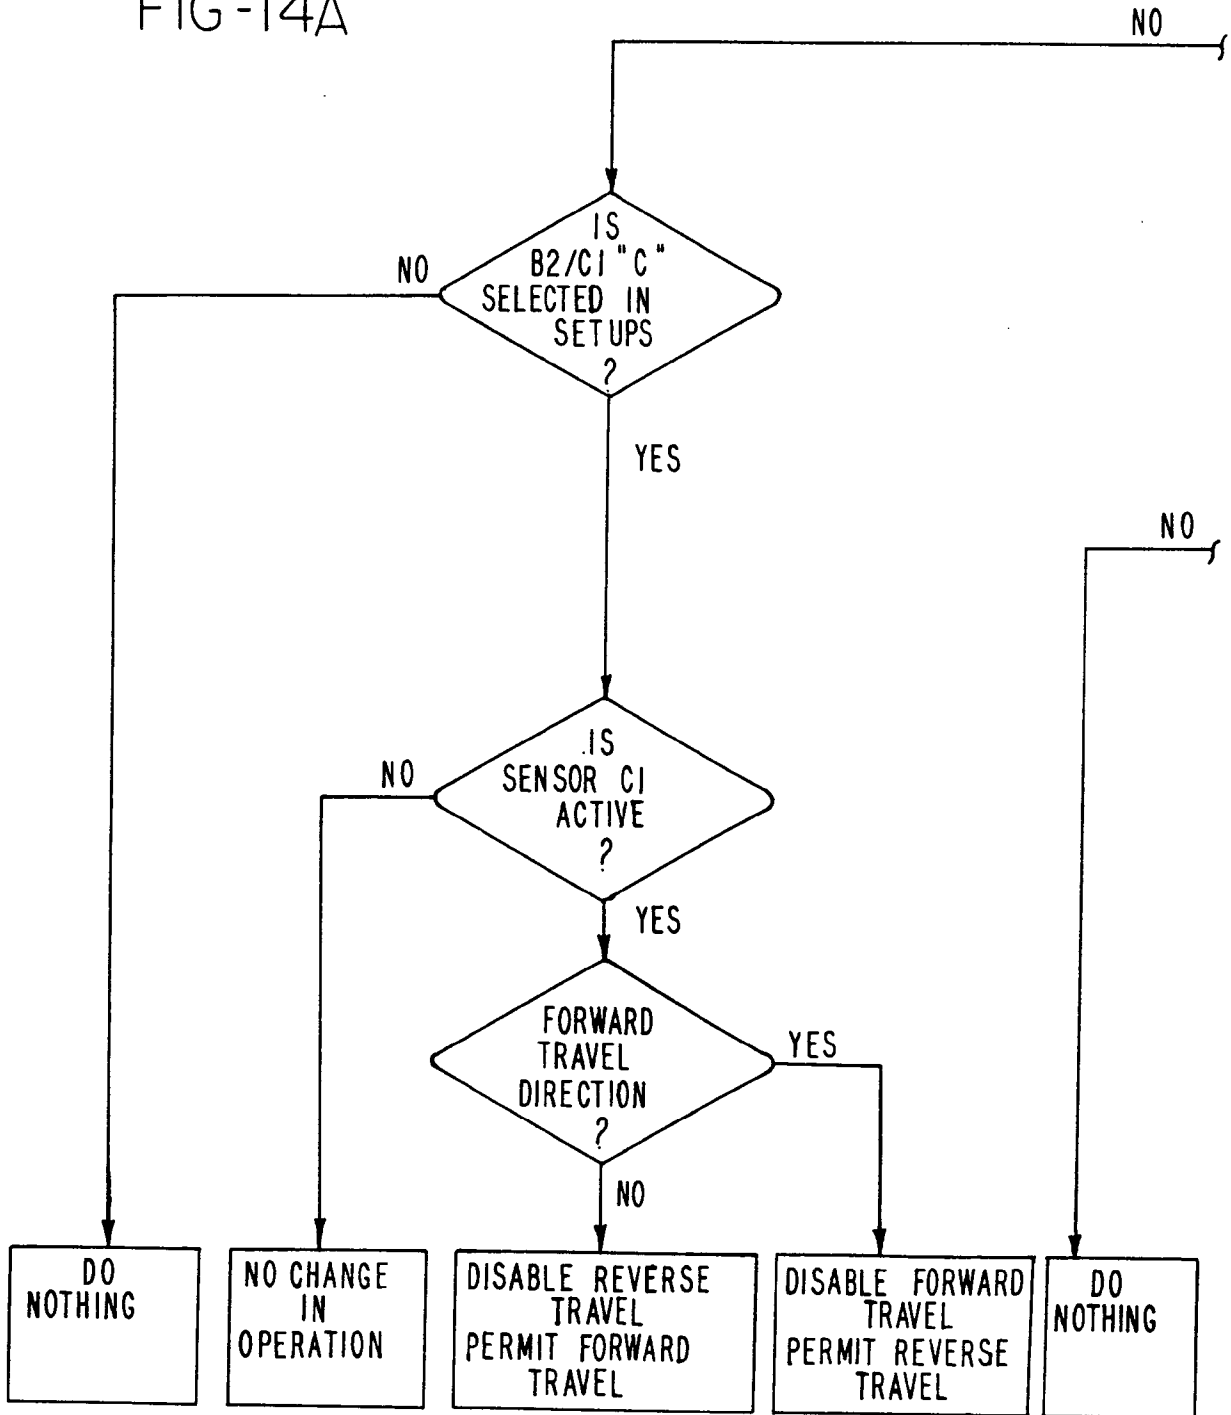 FIG-14A
NO
IS
B2/C1 "C"
SELECTED IN
SETUPS
?
NO
YES
NO
IS
SENSOR C1
ACTIVE
?
NO
YES
FORWARD
TRAVEL
DIRECTION
?
YES
NO
DO
NOTHING
NO CHANGE
IN
OPERATION
DISABLE REVERSE
TRAVEL
PERMIT FORWARD
TRAVEL
DISABLE FORWARD
TRAVEL
PERMIT REVERSE
TRAVEL
DO
NOTHING